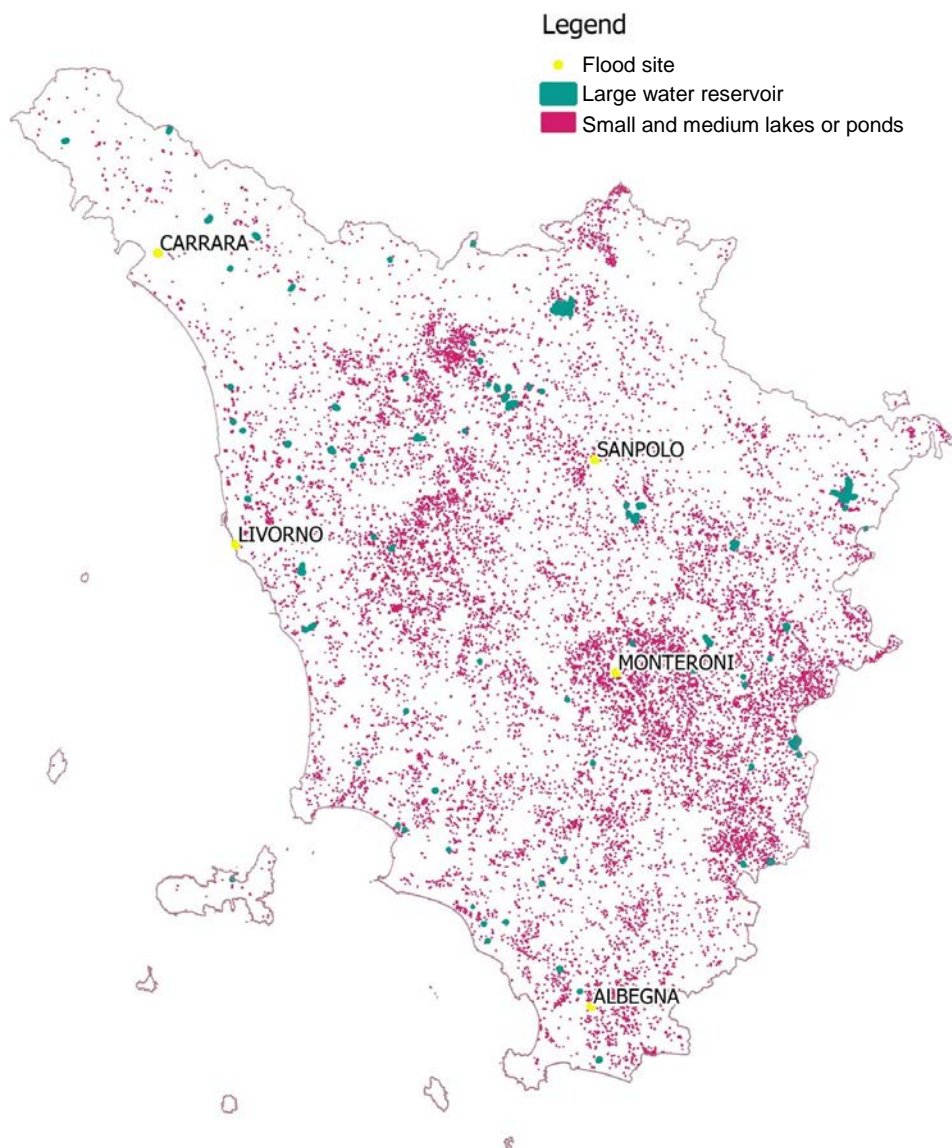 Legend
Flood site
Large water reservoir
Small and medium lakes or ponds
CARRARA
SANPOLO
LIVORNO
MONTERONI
ALBEGNA